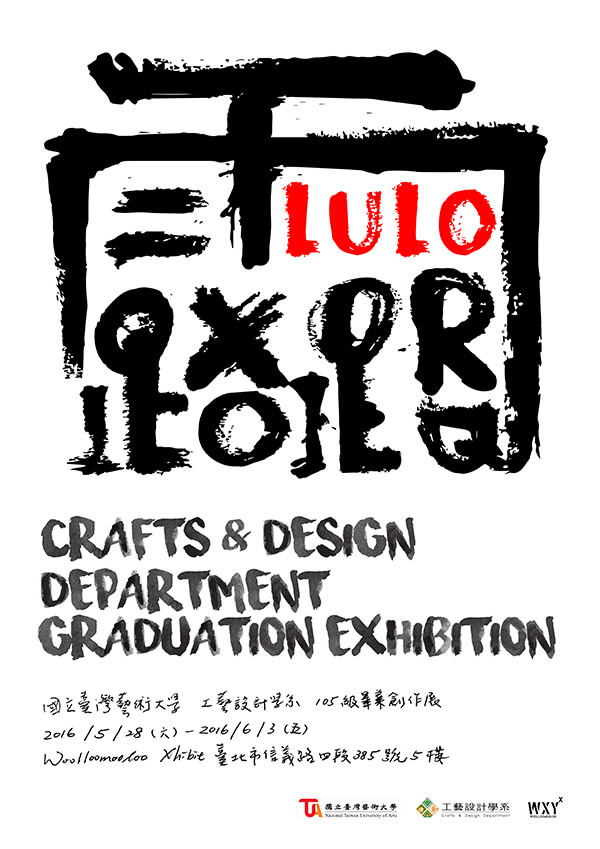 LULO
CRAFTS & DESIGN
DEPARTMENT
GRADUATION EXHIBITION
國立臺灣藝術大學 工藝設計學系 105級畢業創作展
2016 / 5 / 28 (六) - 2016 / 6 / 3 (五)
Woolloomooloo Xhibit 臺北市信義路四段385號5樓
國立臺灣藝術大學
National Taiwan University of Arts
工藝設計學系
Crafts & Design Department
WXY X